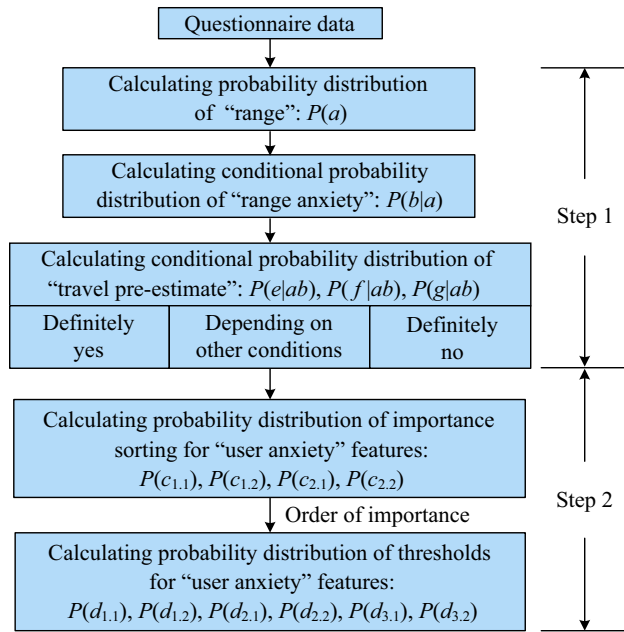 Questionnaire data
Calculating probability distribution
of “range”: P(a)
Calculating conditional probability
distribution of “range anxiety”: P(b|a)
Step 1
Calculating conditional probability distribution of
“travel pre-estimate”: P(e|ab), P(f|ab), P(g|ab)
Definitely
yes
Depending on
other conditions
Definitely
no
Calculating probability distribution of importance
sorting for “user anxiety” features:
P(c1.1), P(c1.2), P(c2.1), P(c2.2)
Step 2
Order of importance
Calculating probability distribution of thresholds
for “user anxiety” features:
P(d1.1), P(d1.2), P(d2.1), P(d2.2), P(d3.1), P(d3.2)